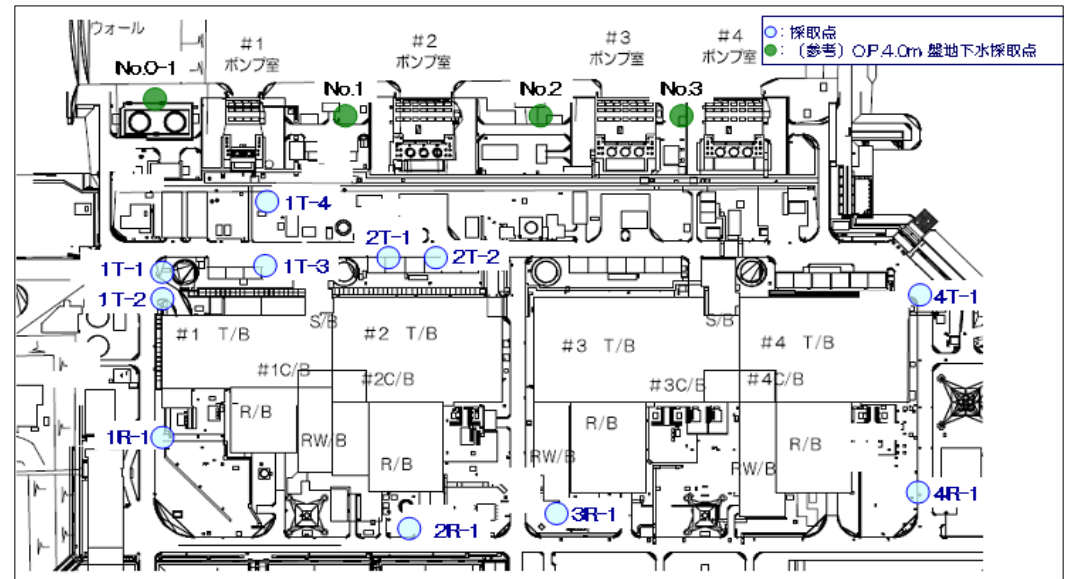 ウォール
#1
ポンプ室
#2
ポンプ室
#3
ポンプ室
#4
ポンプ室
○: 採取点
●: (参考) O.P.4.0m 盤地下水採取点
No.0-1
No.1
No.2
No.3
1T-4
2T-1
2T-2
1T-1
1T-3
1T-2
4T-1
#1 T/B
S/B
#2 T/B
#3 T/B
S/B
#4 T/B
#1C/B
#2C/B
#3C/B
#4C/B
R/B
1R-1
RW/B
R/B
R/B
RW/B
R/B
RW/B
4R-1
2R-1
3R-1